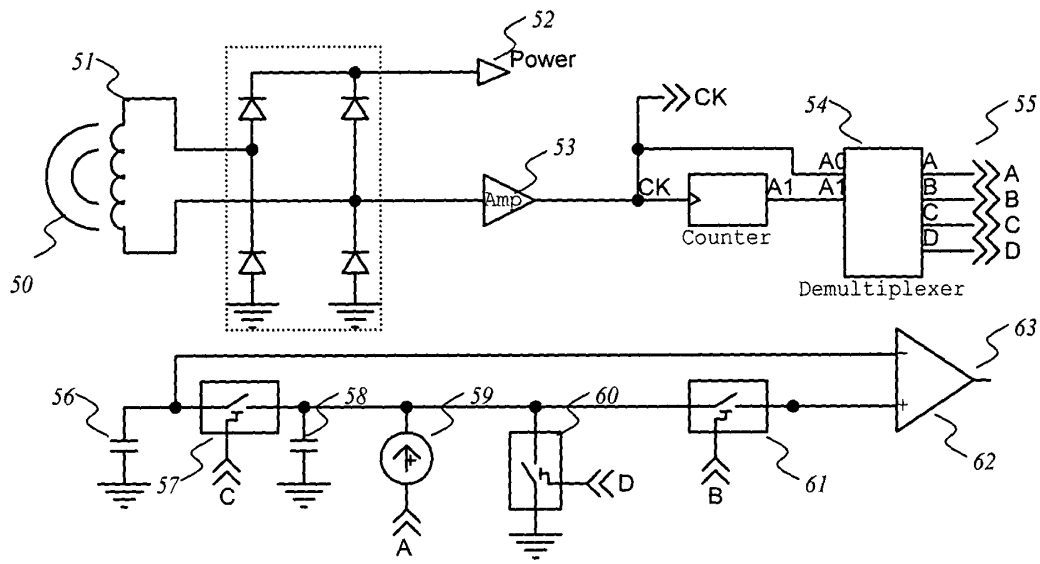 52
51
Power
CK
54
55
53
A0
A
A
Amp
CK
A1
A1
B
B
C
C
Counter
D
D
50
Demultiplexer
63
56
58
59
60
-
+
57
C
D
B
61
62
A